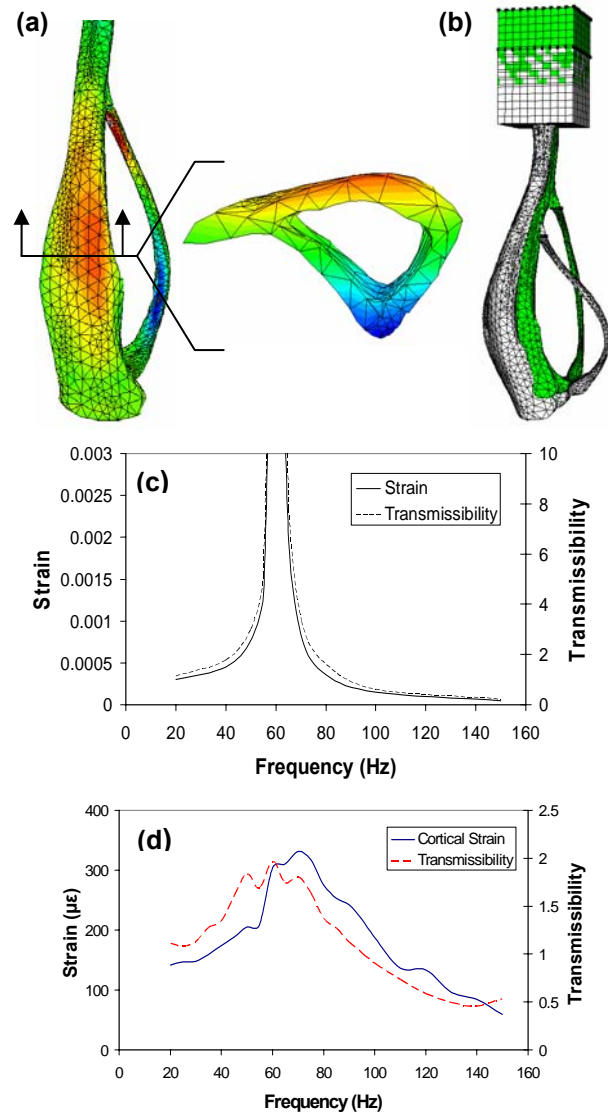 (a)
(b)
(c)
Strain
Transmissibility
0.003
0.0025
0.002
0.0015
0.001
0.0005
0
10
8
6
4
2
0
Strain
Transmissibility
0 20 40 60 80 100 120 140 160
Frequency (Hz)
(d)
Cortical Strain
Transmissibility
400
300
200
100
0
2.5
2
1.5
1
0.5
0
Strain (με)
Transmissibility
0 20 40 60 80 100 120 140 160
Frequency (Hz)